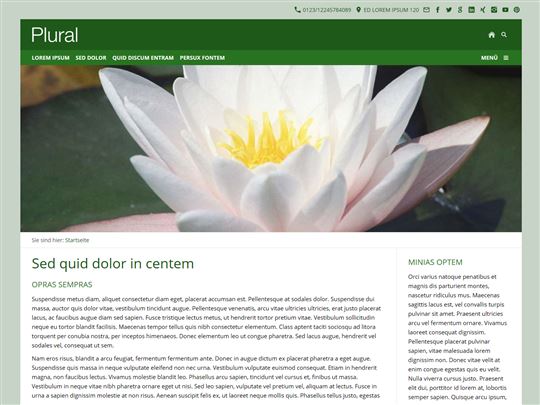 0123/12245784089 ED LOREM IPSUM 120
Plural
LOREM IPSUM SED DOLOR QUID DISCUM ENTRAM PERSUX FONTEM MENÜ
Sie sind hier: Startseite
Sed quid dolor in centem
OPRAS SEMPRAS
Suspendisse metus diam, aliquet consectetur diam eget, placerat accumsan est. Pellentesque at sodales dolor. Suspendisse dui
massa, auctor quis dolor vitae, vestibulum tincidunt augue. Pellentesque venenatis, arcu vitae ultricies ultricies, erat justo placerat
lacus, ac faucibus augue diam sed sapien. Fusce tristique lectus metus, ut hendrerit tortor pretium vitae. Vestibulum sollicitudin
neque eu tortor blandit facilisis. Maecenas tempor tellus quis nibh consectetur elementum. Class aptent taciti sociosqu ad litora
torquent per conubia nostra, per inceptos himenaeos. Donec elementum leo ut congue pharetra. Sed lacus augue, hendrerit vel
sodales vel, consequat ut sem.
Nam eros risus, blandit a arcu feugiat, fermentum fermentum ante. Donec in augue dictum ex placerat pharetra a eget augue.
Suspendisse quis massa in neque vulputate eleifend non nec urna. Vestibulum vulputate euismod consequat. Etiam in hendrerit
magna, non faucibus lectus. Vivamus molestie blandit leo. Phasellus arcu sapien, tincidunt vel cursus et, finibus ut massa.
Vestibulum in neque vitae nibh pharetra ornare eget ut nisi. Sed leo sapien, vulputate vel pretium vel, aliquam at lectus. Fusce in
urna a sapien dignissim molestie at non risus. Aenean suscipit felis ex, ut laoreet neque mollis quis. Phasellus tellus justo, egestas
MINIAS OPTEM
Orci varius natoque penatibus et
magnis dis parturient montes,
nascetur ridiculus mus. Maecenas
sagittis lacus est, vel convallis turpis
pulvinar sit amet. Praesent ultricies
arcu vel fermentum ornare. Vivamus
laoreet consequat dignissim.
Pellentesque placerat pulvinar
sapien, vitae malesuada lorem
dignissim non. Donec vitae velit at
enim congue egestas quis eu velit.
Nulla viverra cursus justo. Praesent
elit dui, porttitor id lorem at, lobortis
semper sapien. Quisque arcu ipsum,